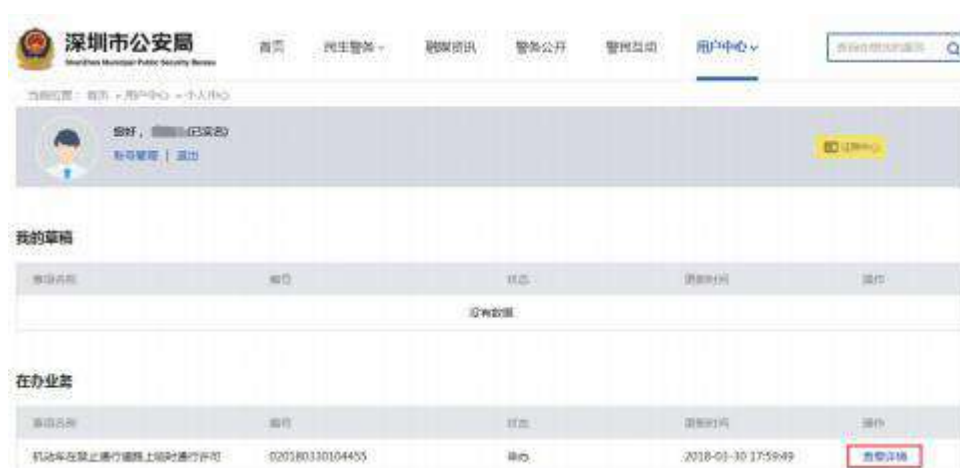 深圳市公安局
Shenzhen Municipal Public Security Bureau
首页 民生警务 融媒资讯 警务公开 警民互动 用户中心
当前位置: 首页 » 用户中心 » 个人中心
您好, (已实名)
账号管理 | 退出
我的草稿
事项名称 编号 状态 更新时间 操作
没有数据
在办业务
事项名称 编号 状态 更新时间 操作
机动车在禁止通行道路上临时通行许可 020180330104455 2018-03-30 17:59:49 查看详情